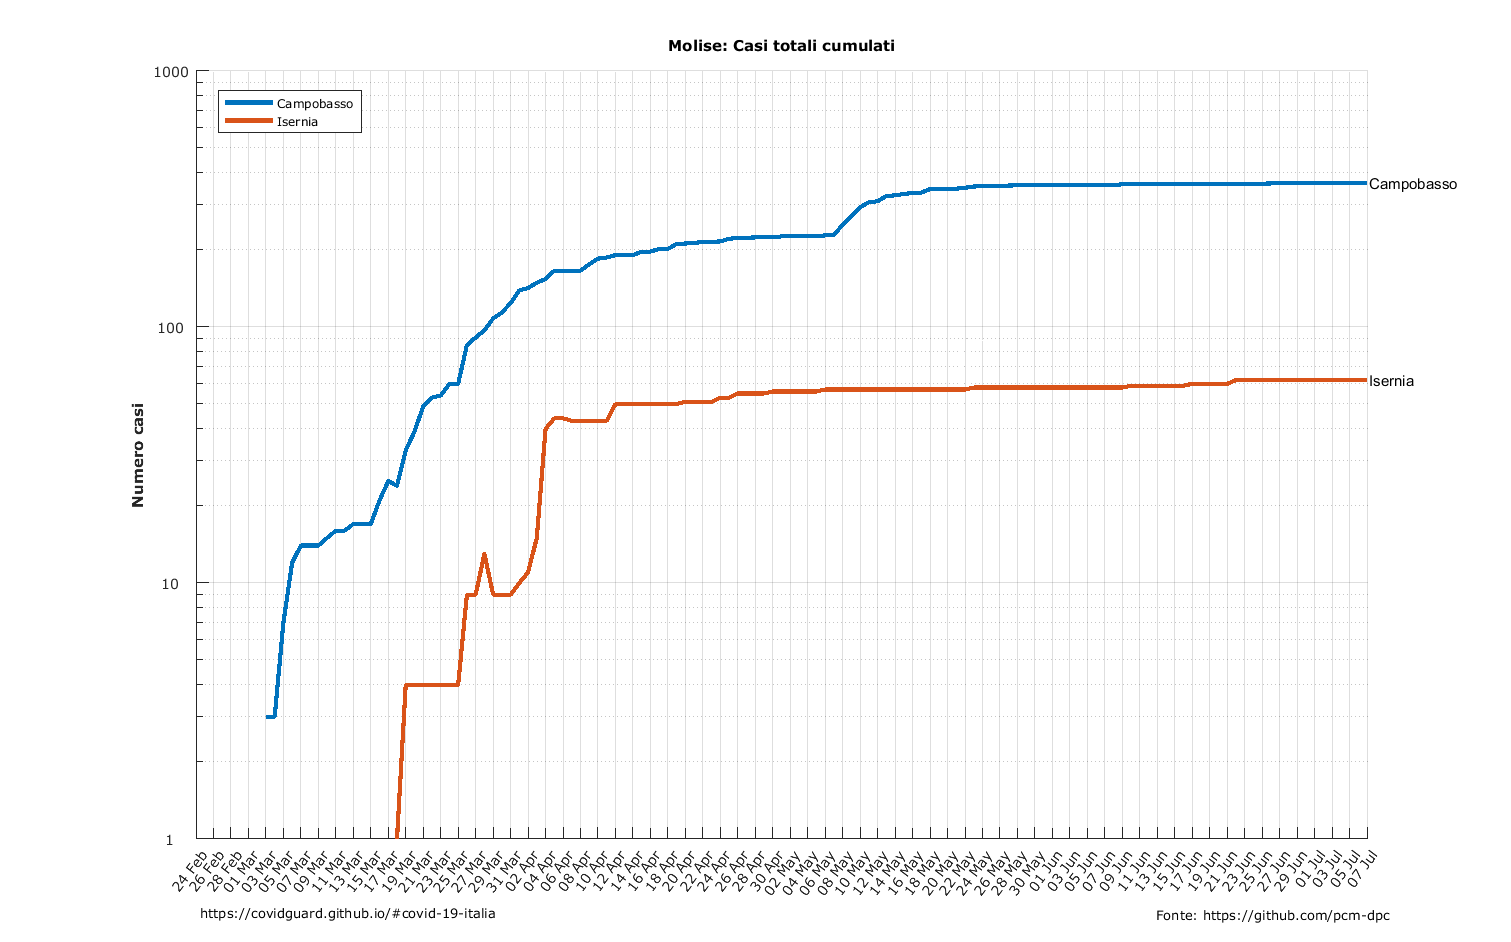 Molise: Casi totali cumulati
1000
100
10
1
Numero casi
Campobasso
Isernia
Campobasso
Isernia
24 Feb
26 Feb
28 Feb
01 Mar
03 Mar
05 Mar
07 Mar
09 Mar
11 Mar
13 Mar
15 Mar
17 Mar
19 Mar
21 Mar
23 Mar
25 Mar
27 Mar
29 Mar
31 Mar
02 Apr
04 Apr
06 Apr
08 Apr
10 Apr
12 Apr
14 Apr
16 Apr
18 Apr
20 Apr
22 Apr
24 Apr
26 Apr
28 Apr
30 Apr
02 May
04 May
06 May
08 May
10 May
12 May
14 May
16 May
18 May
20 May
22 May
24 May
26 May
28 May
30 May
01 Jun
03 Jun
05 Jun
07 Jun
09 Jun
11 Jun
13 Jun
15 Jun
17 Jun
19 Jun
21 Jun
23 Jun
25 Jun
27 Jun
29 Jun
01 Jul
03 Jul
05 Jul
07 Jul
https://covidguard.github.io/#covid-19-italia
Fonte: https://github.com/pcm-dpc